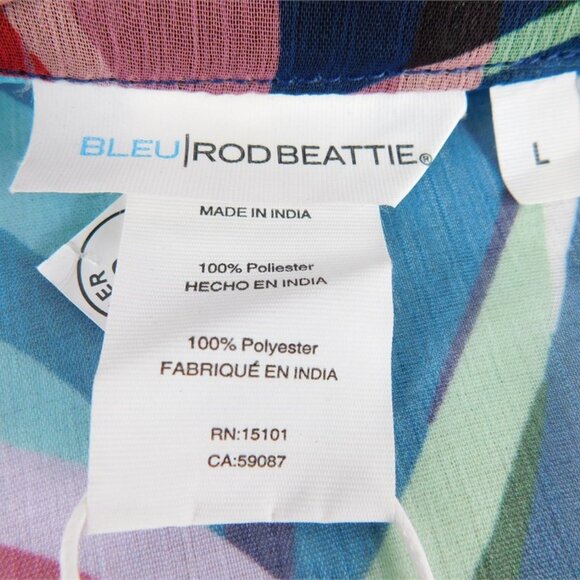 BLEU|ROD BEATTIE®
L
MADE IN INDIA
100% Poliester
HECHO EN INDIA
100% Polyester
FABRIQUÉ EN INDIA
RN:15101
CA:59087
ER